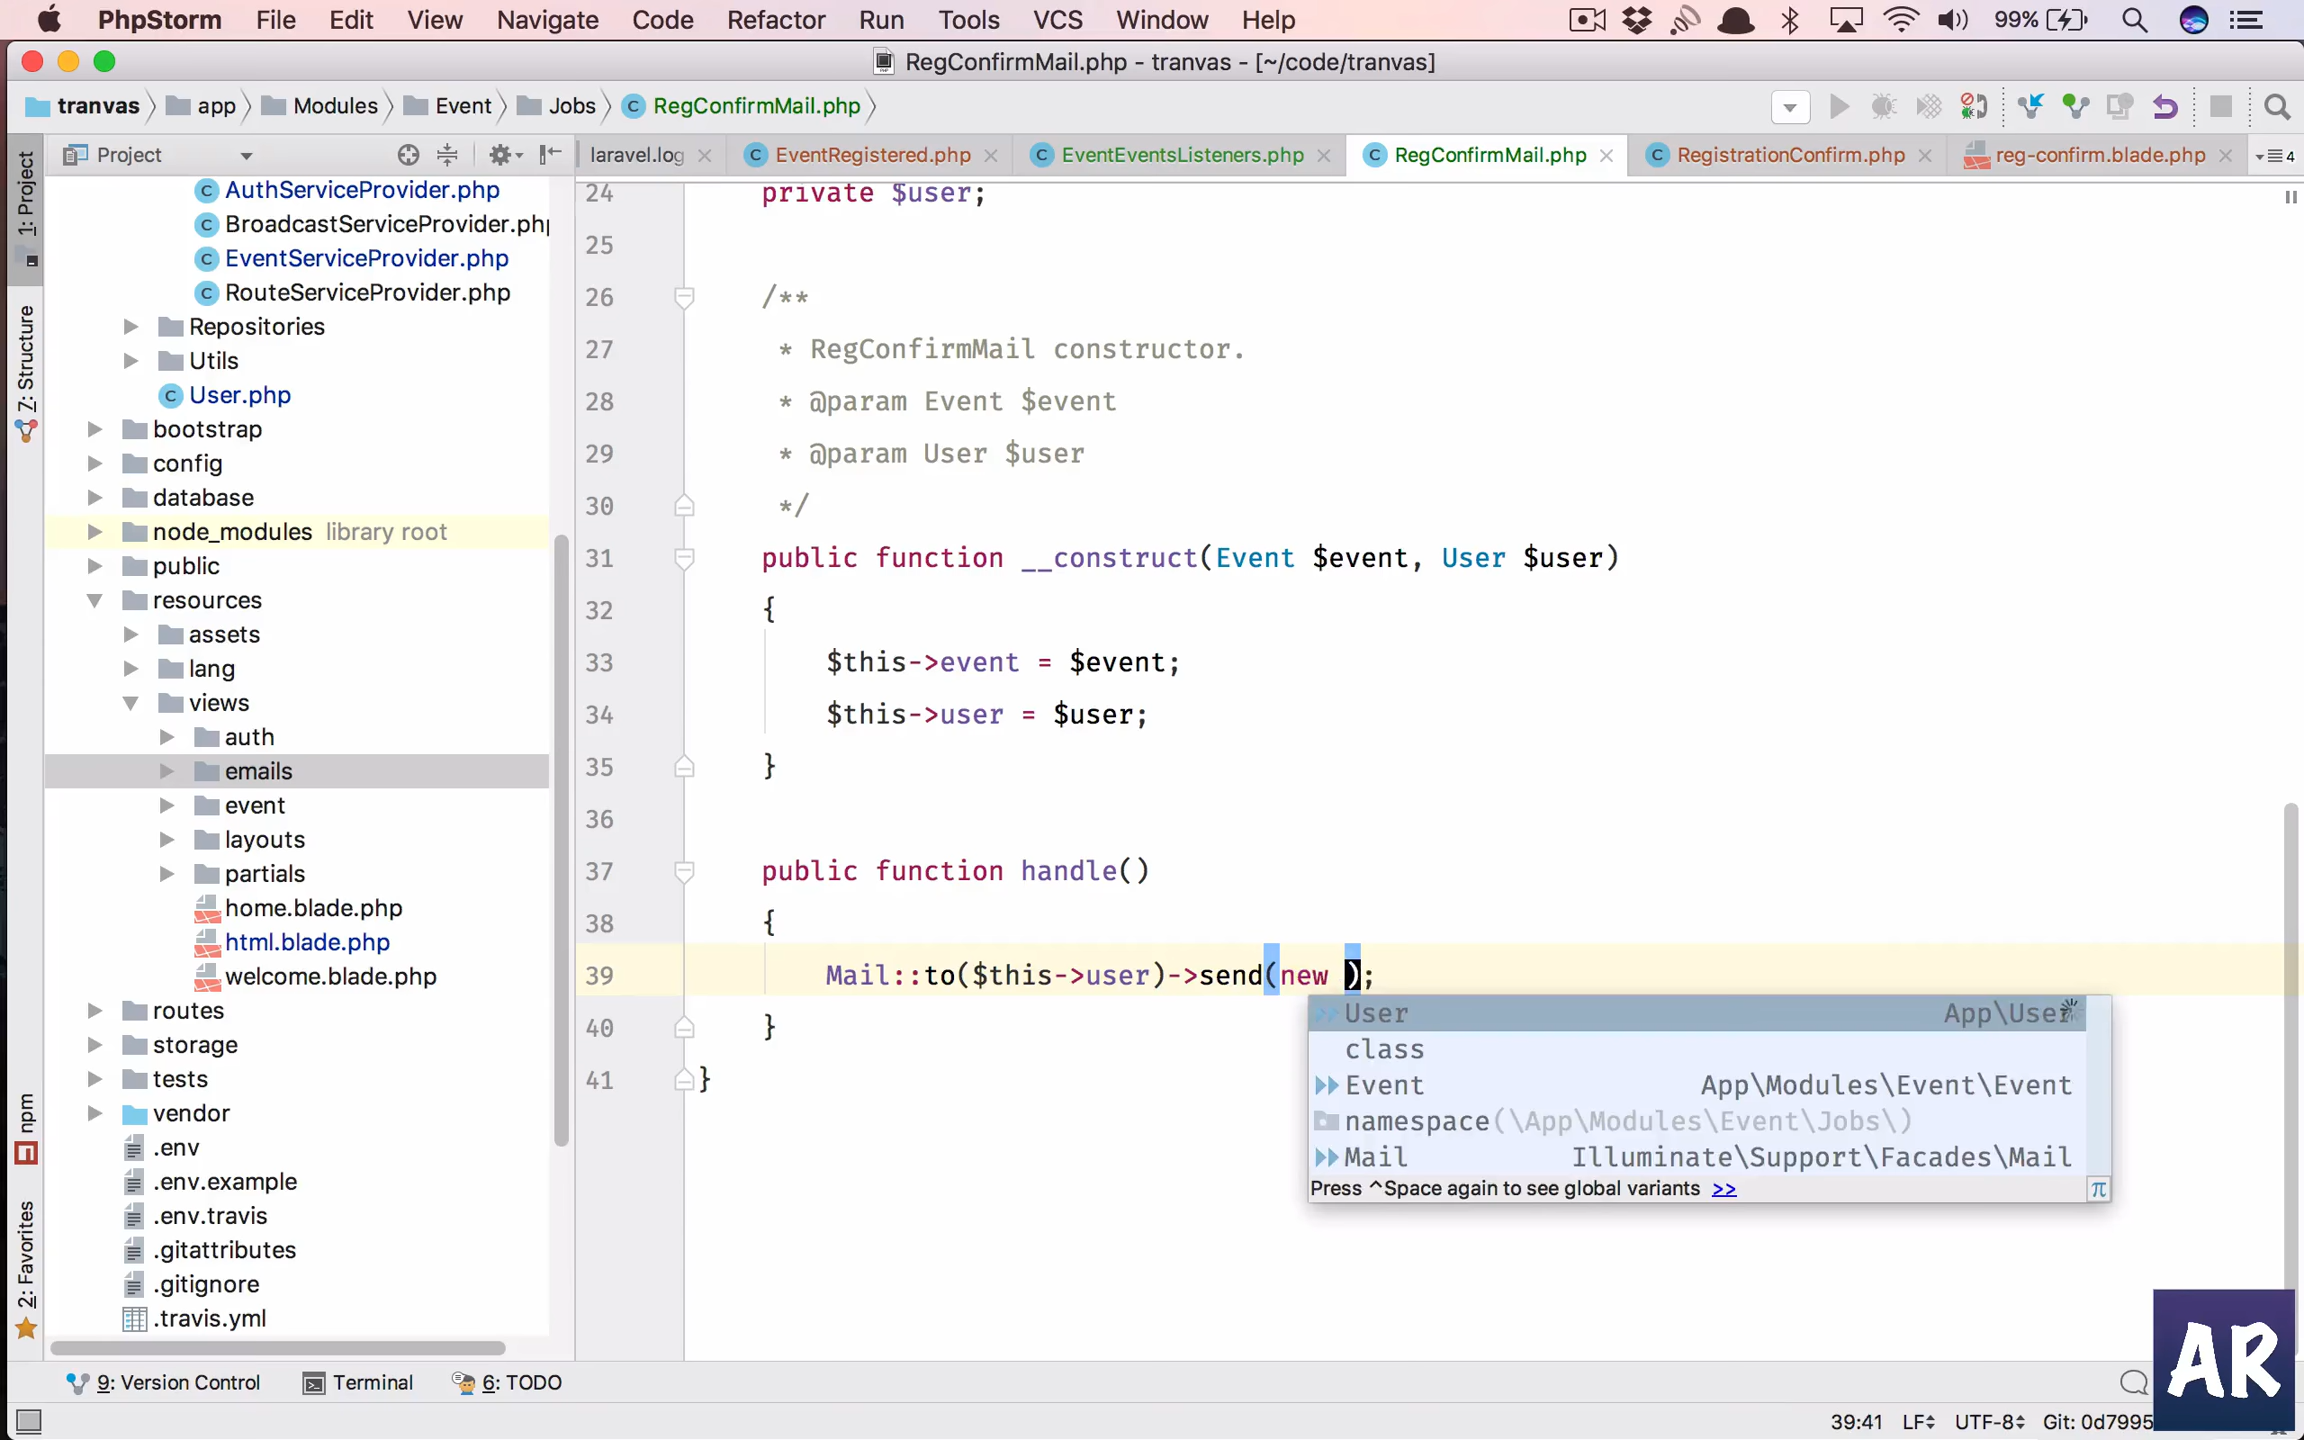 PhpStorm File Edit View Navigate Code Refactor Run Tools VCS Window Help 99%
RegConfirmMail.php - tranvas - [~/code/tranvas]
tranvas app Modules Event Jobs RegConfirmMail.php
1: Project
7: Structure
npm
2: Favorites
Project
AuthServiceProvider.php
BroadcastServiceProvider.php
EventServiceProvider.php
RouteServiceProvider.php
Repositories
Utils
User.php
bootstrap
config
database
node_modules library root
public
resources
assets
lang
views
auth
emails
event
layouts
partials
home.blade.php
html.blade.php
welcome.blade.php
routes
storage
tests
vendor
.env
.env.example
.env.travis
.gitattributes
.gitignore
.travis.yml
laravel.log EventRegistered.php EventEventsListeners.php RegConfirmMail.php RegistrationConfirm.php reg-confirm.blade.php 4
24 private $user;
25
26 /**
27 * RegConfirmMail constructor.
28 * @param Event $event
29 * @param User $user
30 */
31 public function __construct(Event $event, User $user)
32 {
33 $this->event = $event;
34 $this->user = $user;
35 }
36
37 public function handle()
38 {
39 Mail::to($this->user)->send(new );
40 }
41 }
User App\User
class
Event App\Modules\Event\Event
namespace(\App\Modules\Event\Jobs\)
Mail Illuminate\Support\Facades\Mail
Press ^Space again to see global variants >> π
9: Version Control Terminal 6: TODO
39:41 LF UTF-8 Git: 0d7995
AR